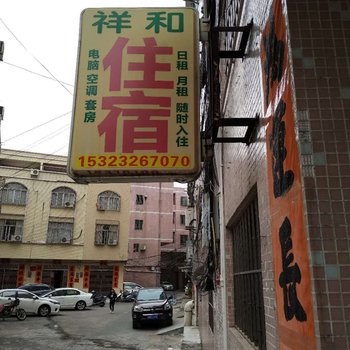 祥和
住宿
电脑 空调 套房
日租 月租 随时入住
15323267070
長